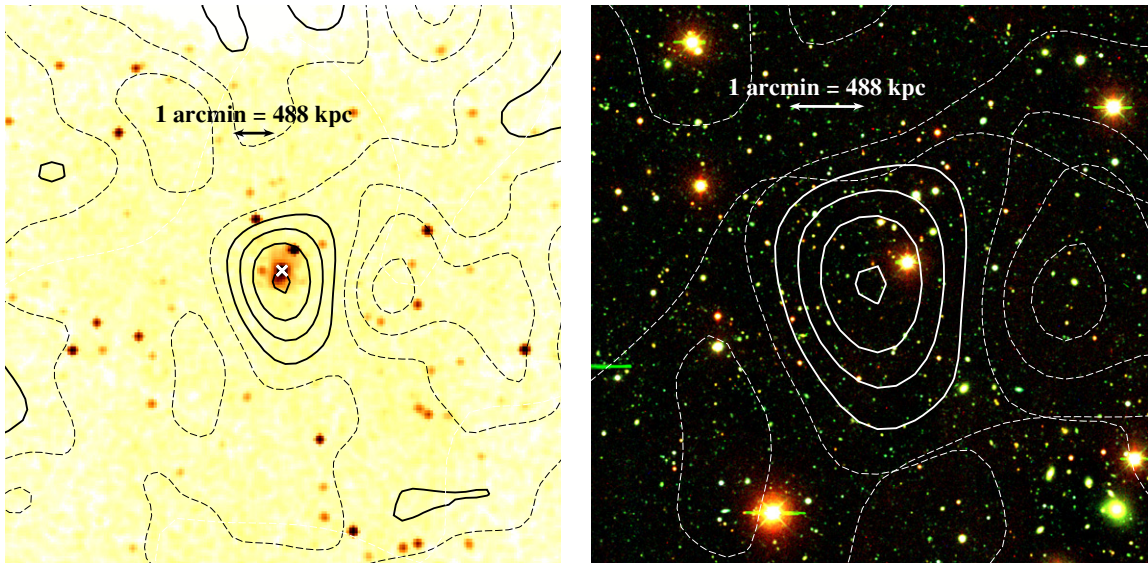 1 arcmin = 488 kpc
1 arcmin = 488 kpc